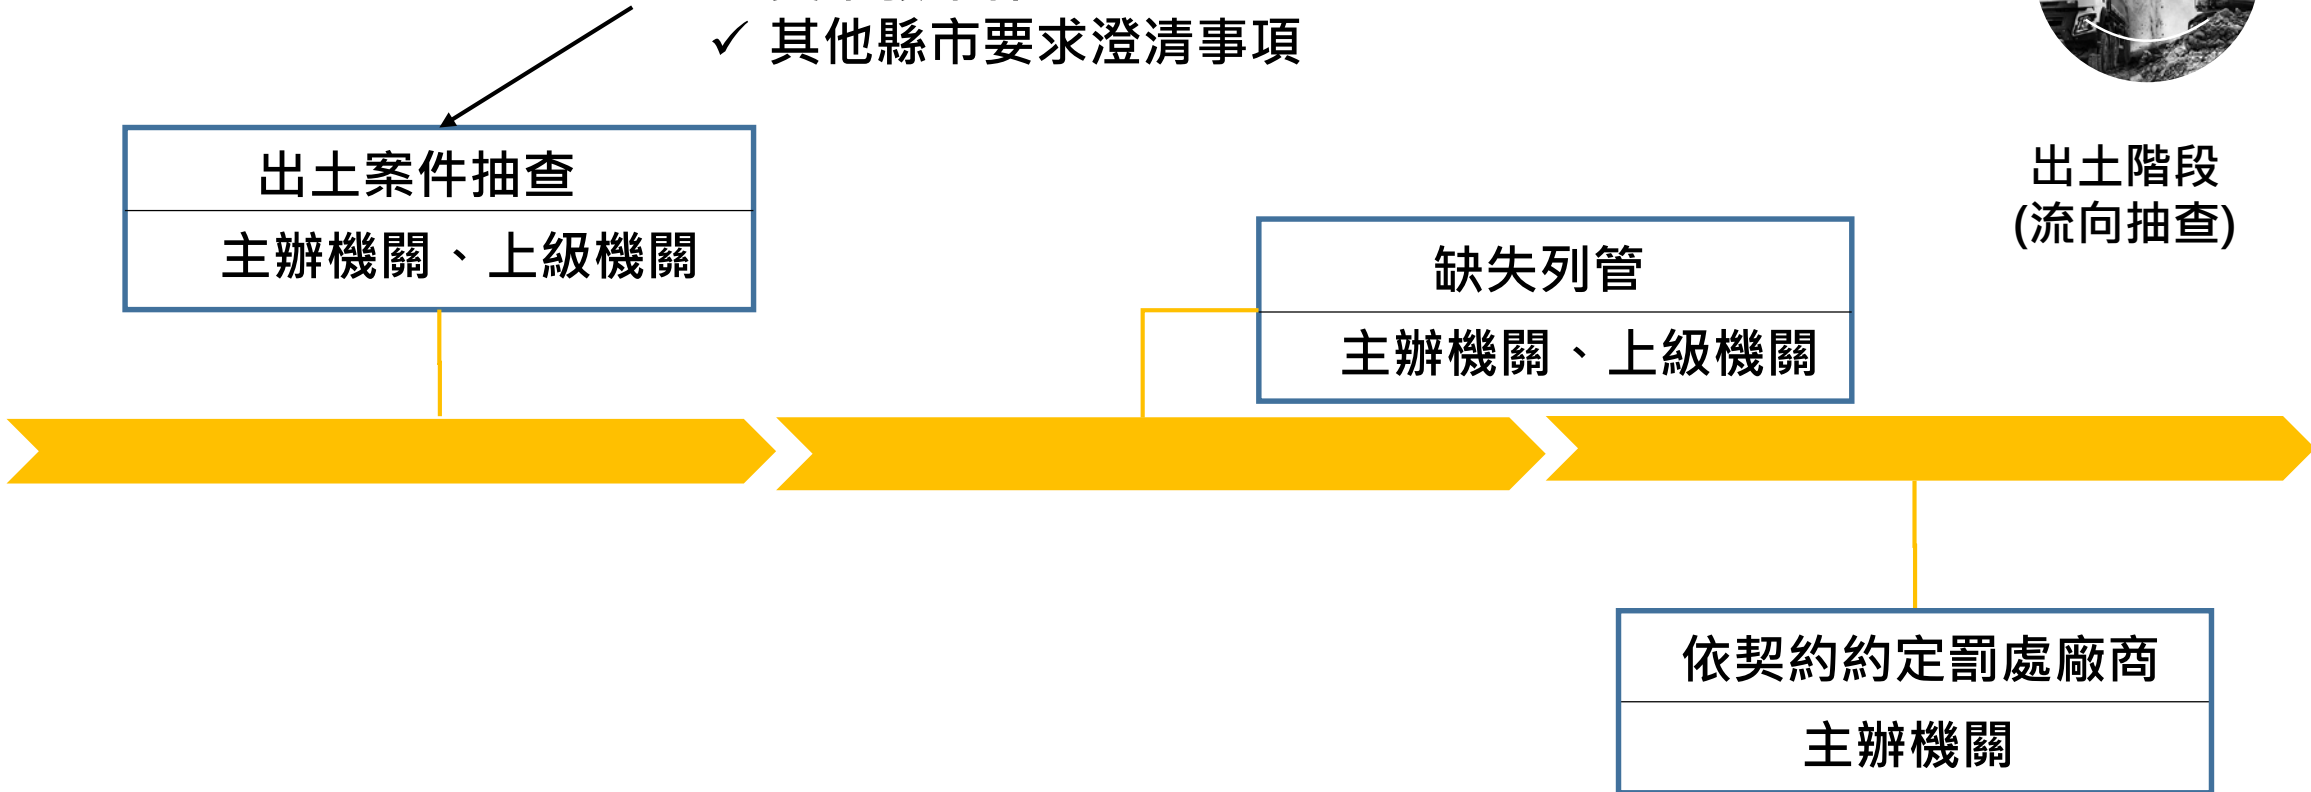 ✓ 其他縣市要求澄清事項
出土案件抽查
主辦機關、上級機關
出土階段
(流向抽查)
缺失列管
主辦機關、上級機關
依契約約定罰處廠商
主辦機關